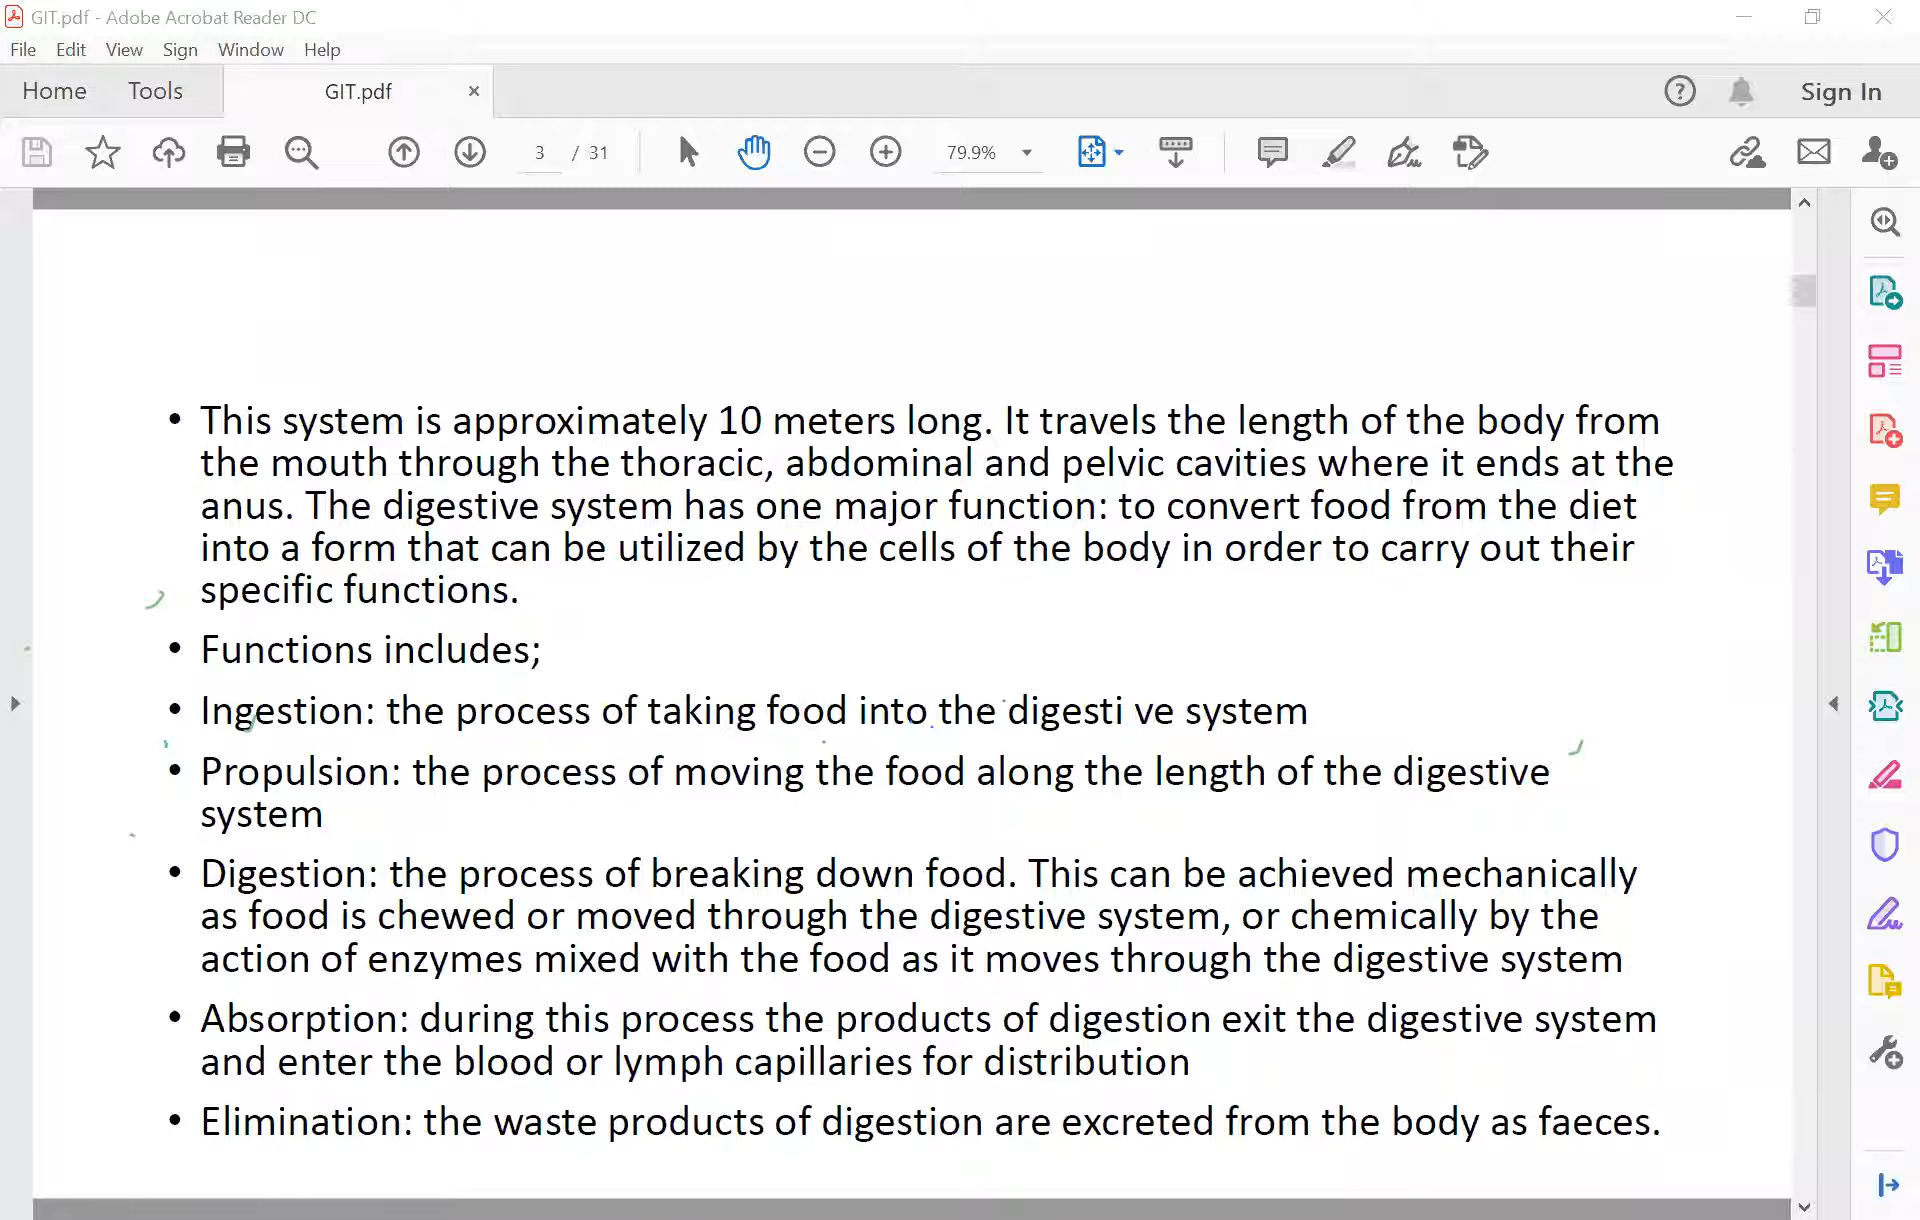 GIT.pdf - Adobe Acrobat Reader DC
File Edit View Sign Window Help
Home Tools GIT.pdf × Sign In
3 / 31 79.9%
• This system is approximately 10 meters long. It travels the length of the body from
the mouth through the thoracic, abdominal and pelvic cavities where it ends at the
anus. The digestive system has one major function: to convert food from the diet
into a form that can be utilized by the cells of the body in order to carry out their
specific functions.
• Functions includes;
• Ingestion: the process of taking food into the digesti ve system
• Propulsion: the process of moving the food along the length of the digestive
system
• Digestion: the process of breaking down food. This can be achieved mechanically
as food is chewed or moved through the digestive system, or chemically by the
action of enzymes mixed with the food as it moves through the digestive system
• Absorption: during this process the products of digestion exit the digestive system
and enter the blood or lymph capillaries for distribution
• Elimination: the waste products of digestion are excreted from the body as faeces.